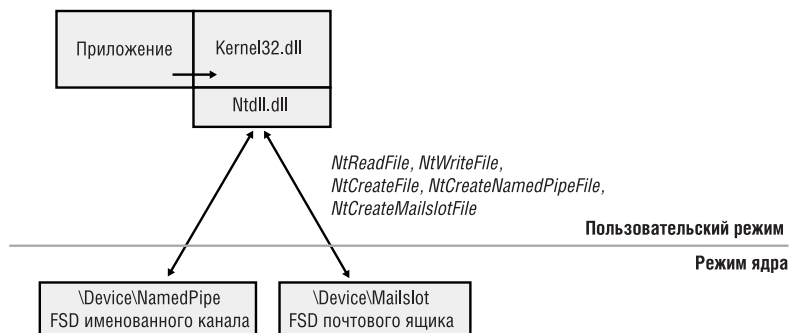 Приложение
Kernel32.dll
Ntdll.dll
NtReadFile, NtWriteFile,
NtCreateFile, NtCreateNamedPipeFile,
NtCreateMailslotFile
Пользовательский режим
Режим ядра
\Device\NamedPipe
FSD именованного канала
\Device\Mailslot
FSD почтового ящика